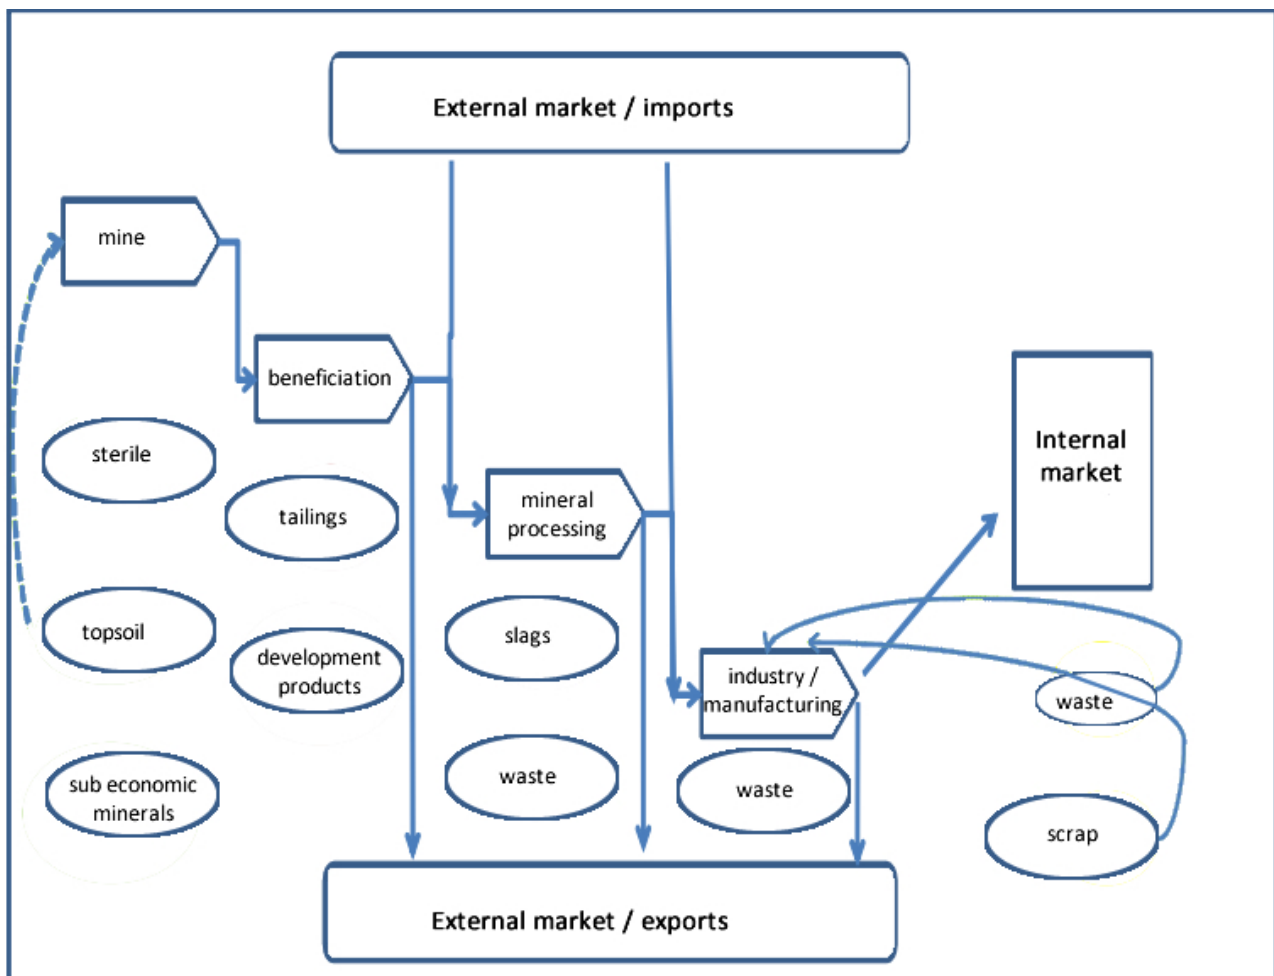 External market / imports
mine
beneficiation
sterile
Internal
market
tailings
mineral
processing
topsoil
slags
development
products
industry /
manufacturing
waste
sub economic
minerals
waste
waste
scrap
External market / exports